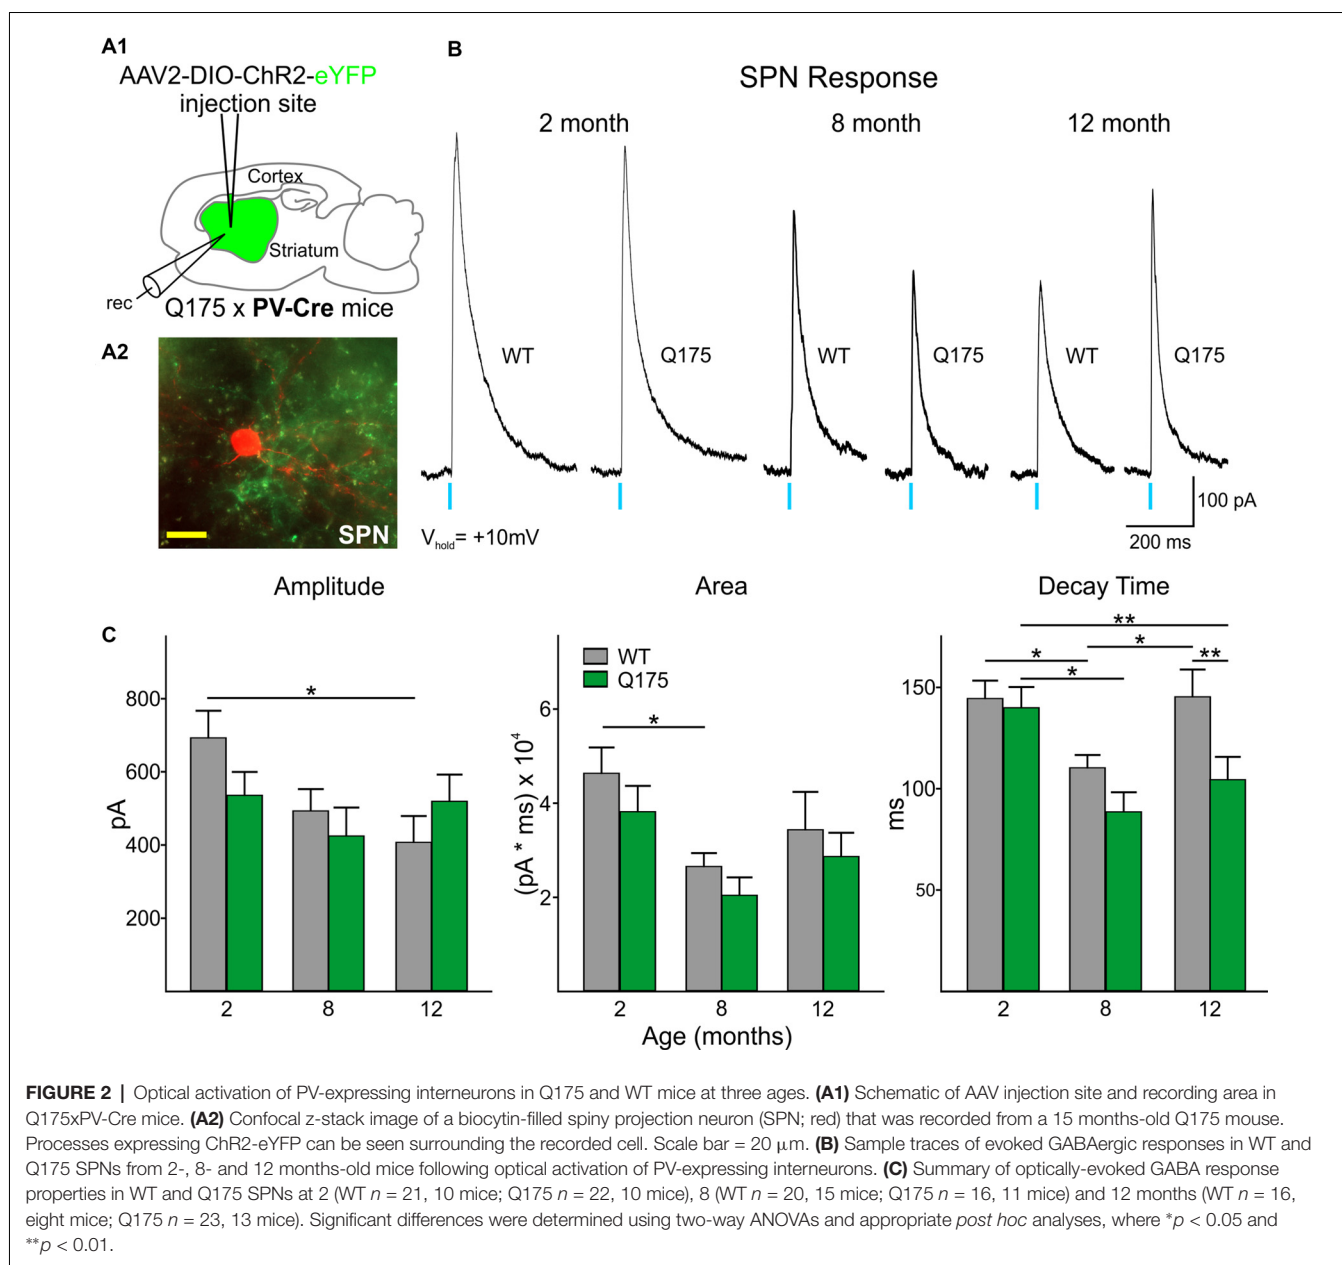 A1
AAV2-DIO-ChR2-eYFP
injection site
Cortex
Striatum
rec
Q175 x PV-Cre mice
A2
SPN
B
SPN Response
2 month
8 month
12 month
WT
Q175
WT
Q175
WT
Q175
Vhold= +10mV
100 pA
200 ms
C
Amplitude
pA
800
600
400
200
*
2
8
12
Area
WT
Q175
(pA * ms) x 10^4
6
4
2
*
2
8
12
Age (months)
Decay Time
ms
150
100
50
**
*
*
*
**
2
8
12
FIGURE 2 | Optical activation of PV-expressing interneurons in Q175 and WT mice at three ages. (A1) Schematic of AAV injection site and recording area in
Q175xPV-Cre mice. (A2) Confocal z-stack image of a biocytin-filled spiny projection neuron (SPN; red) that was recorded from a 15 months-old Q175 mouse.
Processes expressing ChR2-eYFP can be seen surrounding the recorded cell. Scale bar = 20 μm. (B) Sample traces of evoked GABAergic responses in WT and
Q175 SPNs from 2-, 8- and 12 months-old mice following optical activation of PV-expressing interneurons. (C) Summary of optically-evoked GABA response
properties in WT and Q175 SPNs at 2 (WT n = 21, 10 mice; Q175 n = 22, 10 mice), 8 (WT n = 20, 15 mice; Q175 n = 16, 11 mice) and 12 months (WT n = 16,
eight mice; Q175 n = 23, 13 mice). Significant differences were determined using two-way ANOVAs and appropriate post hoc analyses, where *p < 0.05 and
**p < 0.01.